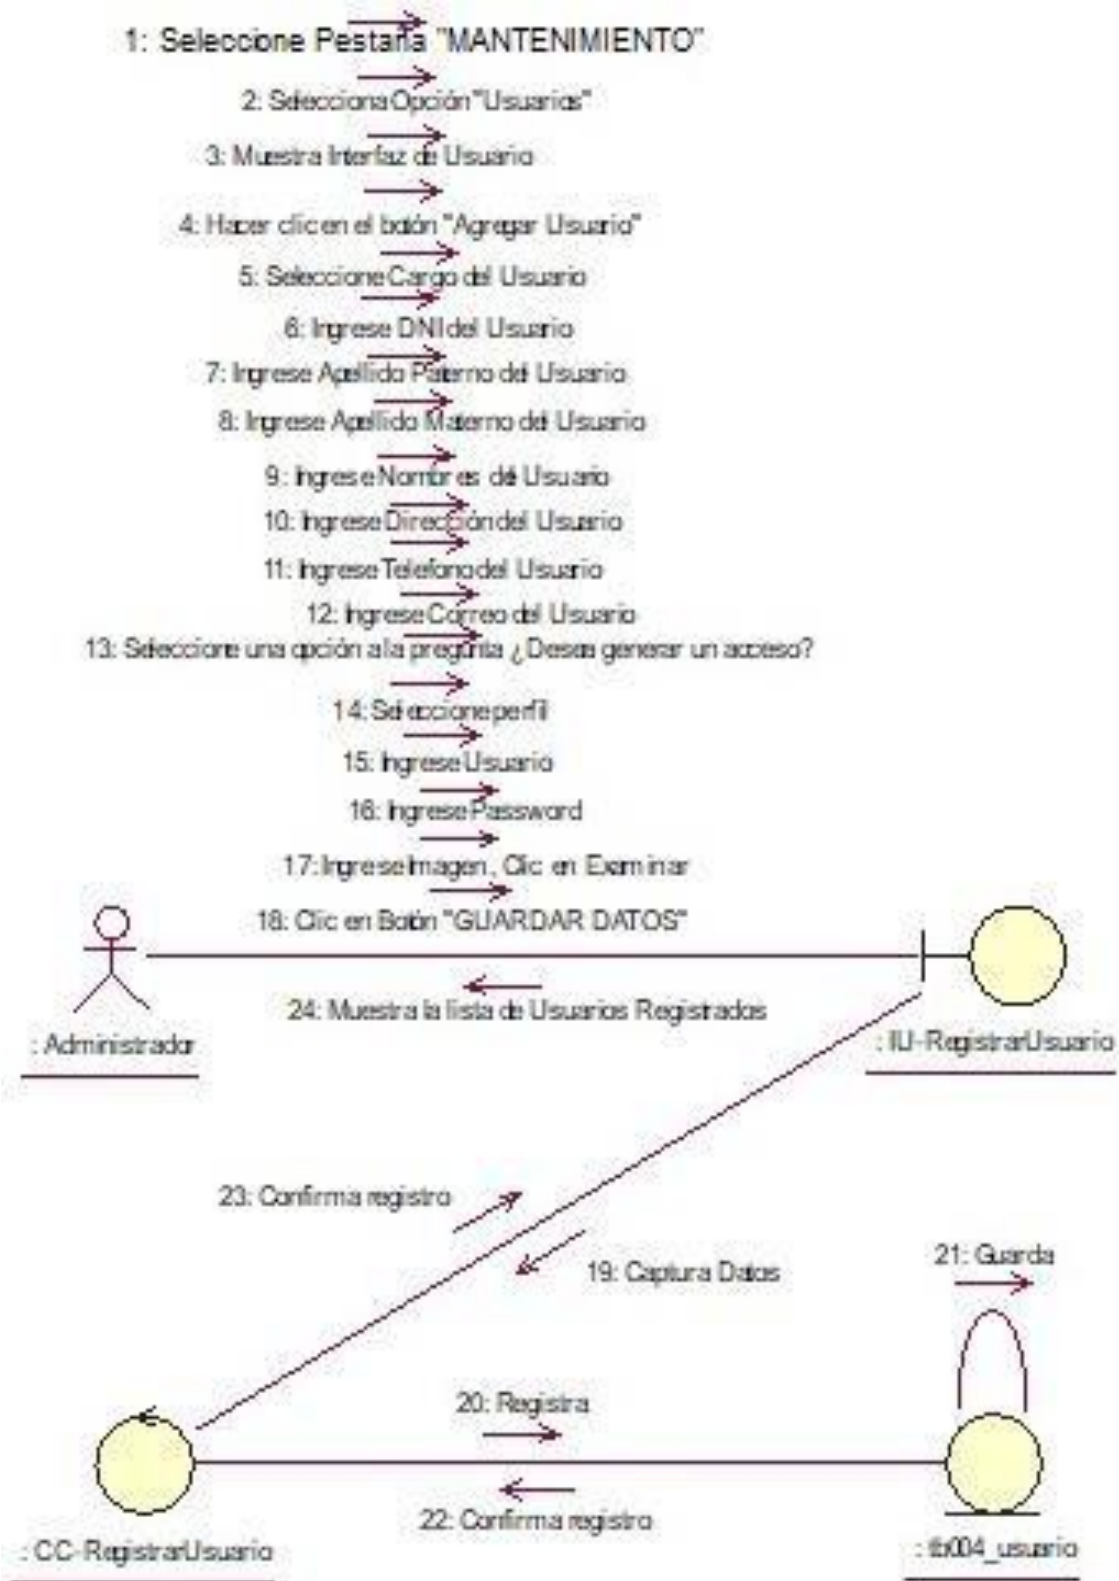 1: Seleccione Pestaña "MANTENIMIENTO"
2: Selecciona Opción "Usuarios"
3: Muestra Interfaz de Usuario
4: Hacer clic en el botón "Agregar Usuario"
5: Seleccione Cargo del Usuario
6: Ingrese DNI del Usuario
7: Ingrese Apellido Paterno del Usuario
8: Ingrese Apellido Materno del Usuario
9: Ingrese Nombres del Usuario
10: Ingrese Dirección del Usuario
11: Ingrese Telefono del Usuario
12: Ingrese Correo del Usuario
13: Seleccione una opción a la pregunta ¿Desea generar un acceso?
14: Seleccione perfil
15: Ingrese Usuario
16: Ingrese Password
17: Ingrese Imagen, Clic en Examinar
18: Clic en Botón "GUARDAR DATOS"
24: Muestra la lista de Usuarios Registrados
: Administrador
: IU-RegistrarUsuario
23: Confirma registro
19: Captura Datos
21: Guarda
20: Registra
22: Confirma registro
: CC-RegistrarUsuario
: tb004_usuario